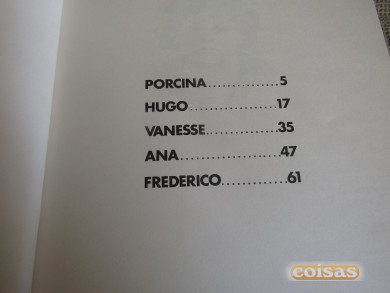 PORCINA..............5
HUGO.................17
VANESSE..............35
ANA..................47
FREDERICO............61
coisas